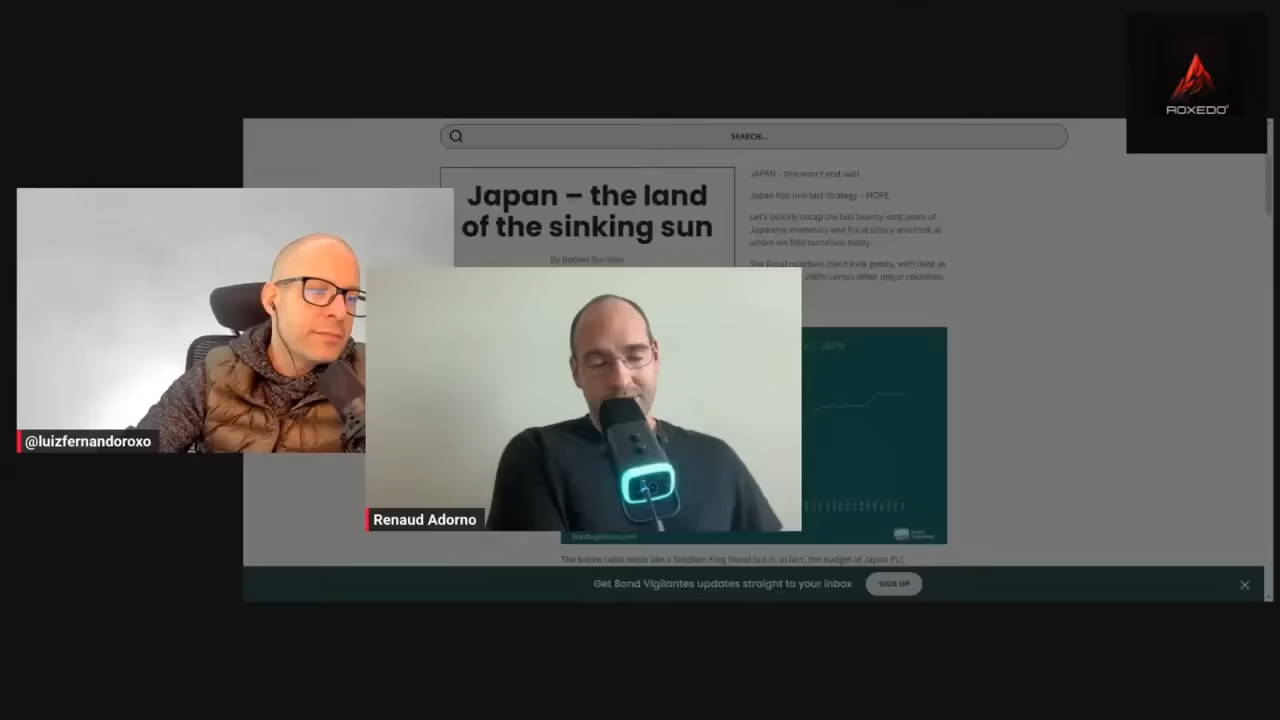 ROXEDO
SEARCH...
Japan – the land
of the sinking sun
By Robert Burrows
JAPAN – this won't end well
Japan has one last strategy – HOPE.
Let's quickly recap the last twenty-odd years of
Japanese monetary and fiscal policy and look at
where we find ourselves today.
The fiscal numbers don't look pretty, with debt as
260% versus other major countries
@luizfernandoroxo
Renaud Adorno
bondvigilantes.com
The below table reads like a Stephen King Novel but is, in fact, the budget of Japan PLC.
Get Bond Vigilantes updates straight to your inbox
SIGN UP